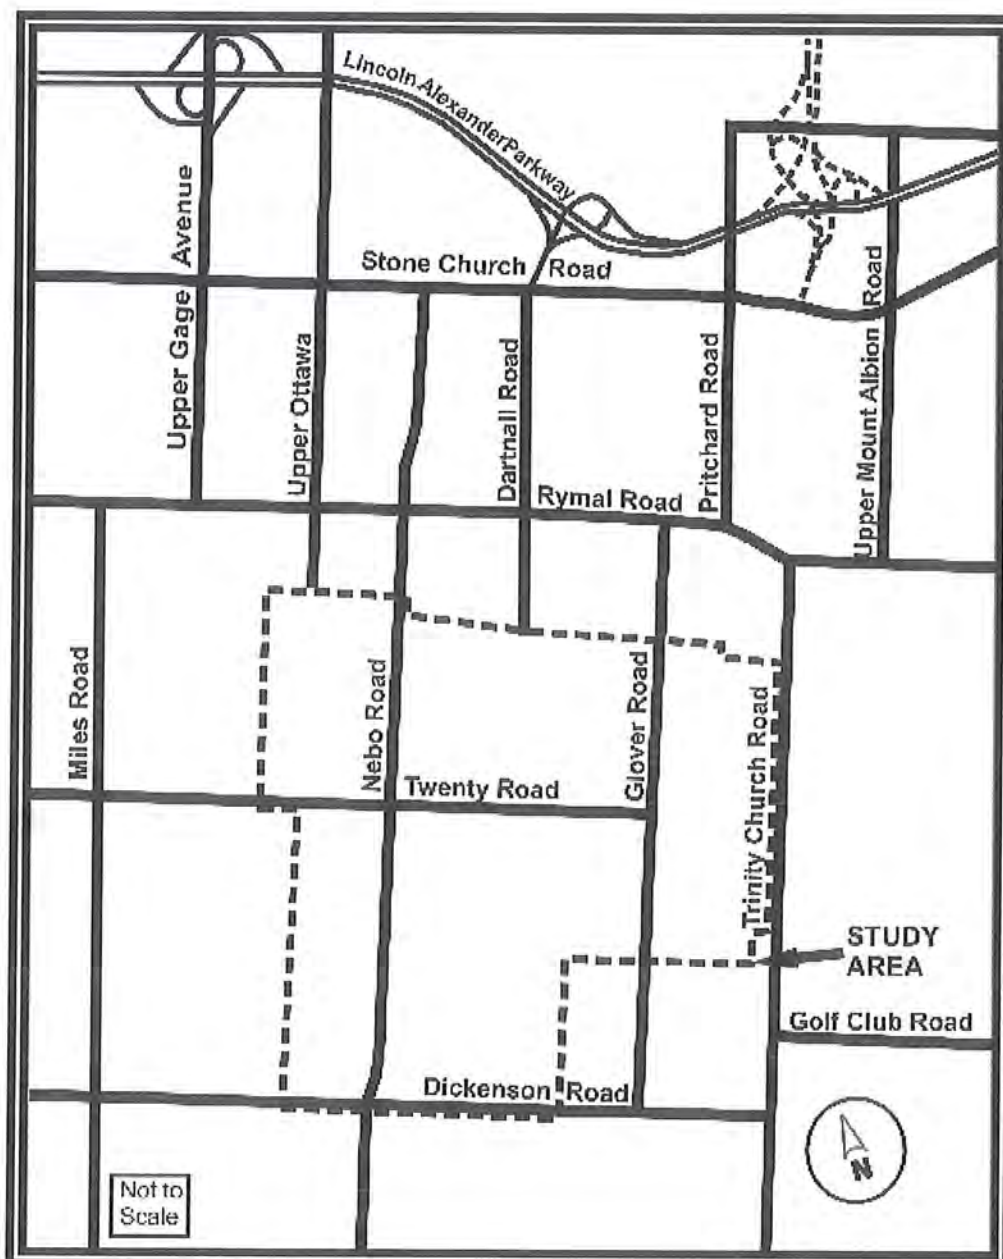 Lincoln Alexander Parkway
Upper Gage Avenue
Stone Church Road
Upper Ottawa
Dartnall Road
Pritchard Road
Upper Mount Albion Road
Rymal Road
Miles Road
Nebo Road
Glover Road
Trinity Church Road
Twenty Road
STUDY
AREA
Golf Club Road
Dickenson Road
N
Not to
Scale